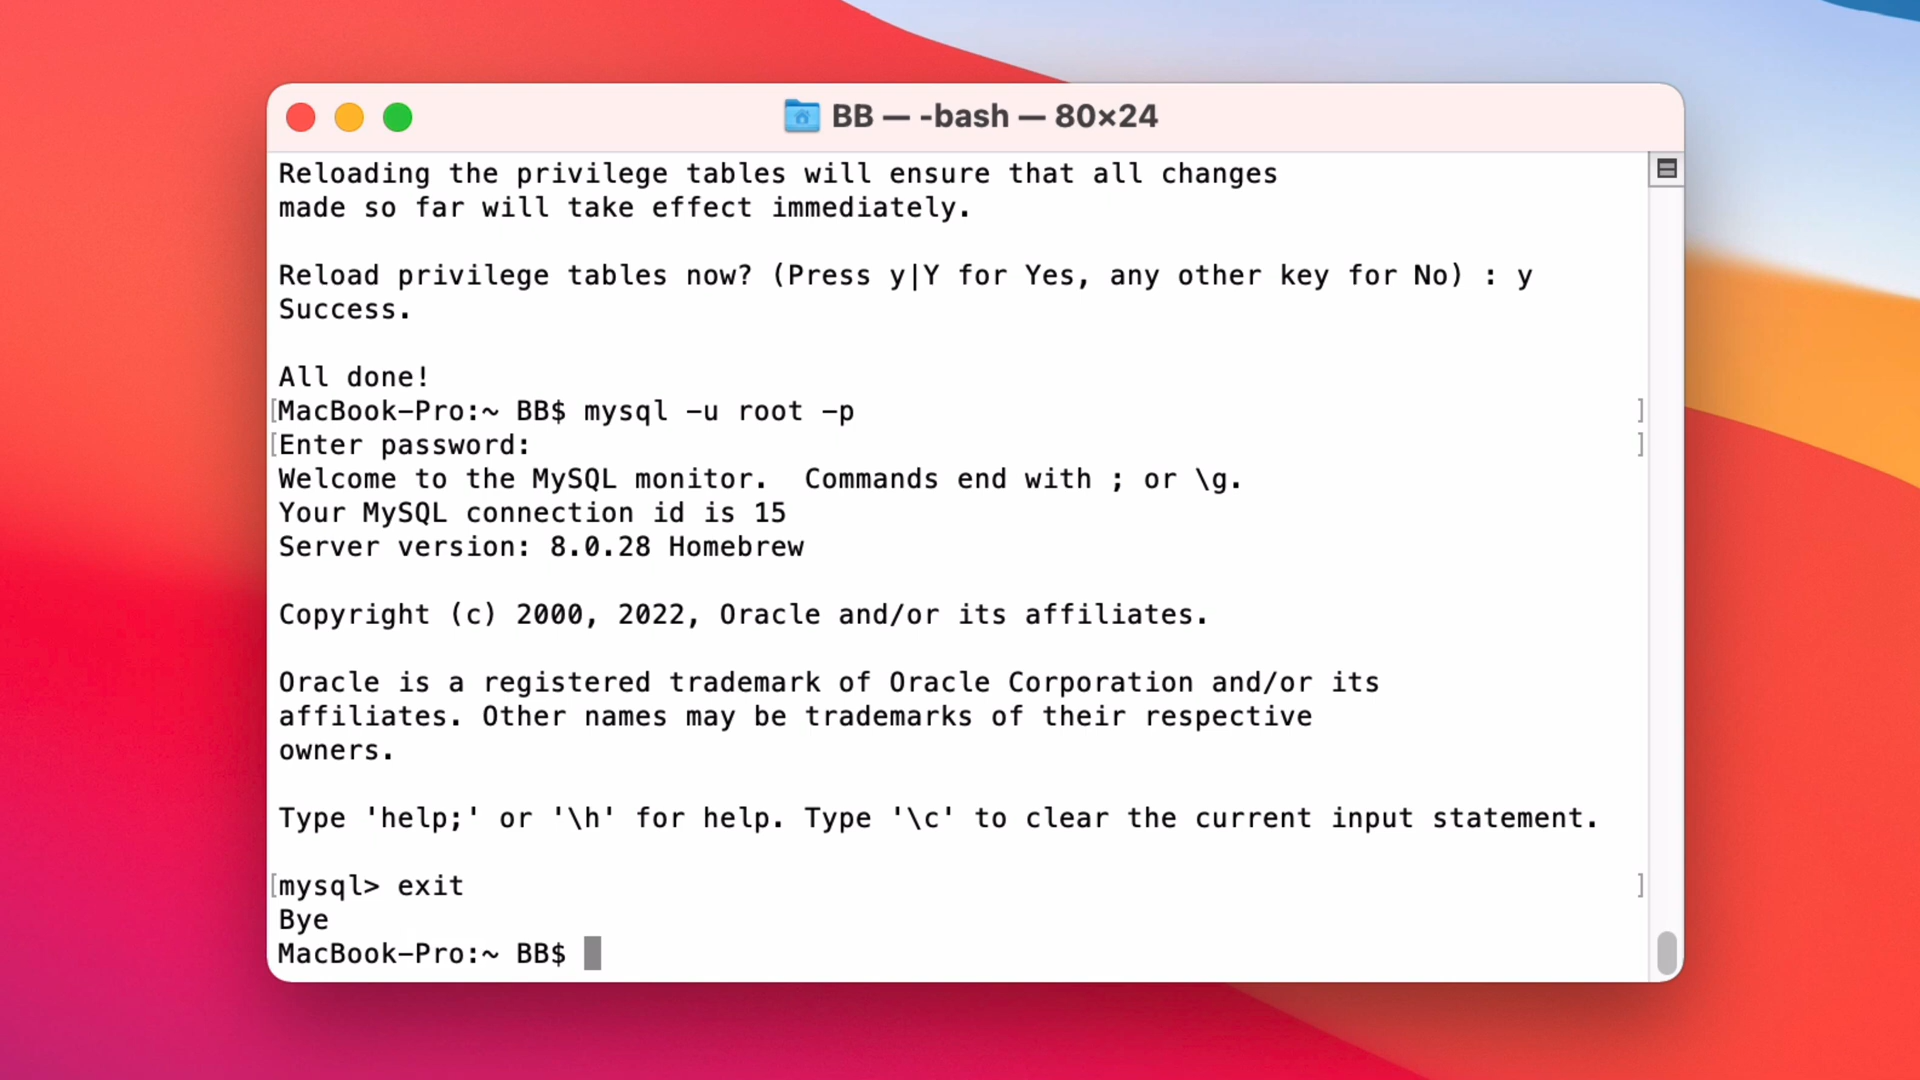 BB — -bash — 80×24
Reloading the privilege tables will ensure that all changes
made so far will take effect immediately.
Reload privilege tables now? (Press y|Y for Yes, any other key for No) : y
Success.
All done!
[MacBook-Pro:~ BB$ mysql -u root -p ]
[Enter password: ]
Welcome to the MySQL monitor.  Commands end with ; or \g.
Your MySQL connection id is 15
Server version: 8.0.28 Homebrew
Copyright (c) 2000, 2022, Oracle and/or its affiliates.
Oracle is a registered trademark of Oracle Corporation and/or its
affiliates. Other names may be trademarks of their respective
owners.
Type 'help;' or '\h' for help. Type '\c' to clear the current input statement.
[mysql> exit ]
Bye
MacBook-Pro:~ BB$